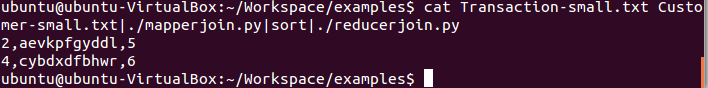 ubuntu@ubuntu-VirtualBox:~/Workspace/examples$ cat Transaction-small.txt Custo
mer-small.txt|./mapperjoin.py|sort|./reducerjoin.py
2,aevkpfgyddl,5
4,cybdxdfbhwr,6
ubuntu@ubuntu-VirtualBox:~/Workspace/examples$